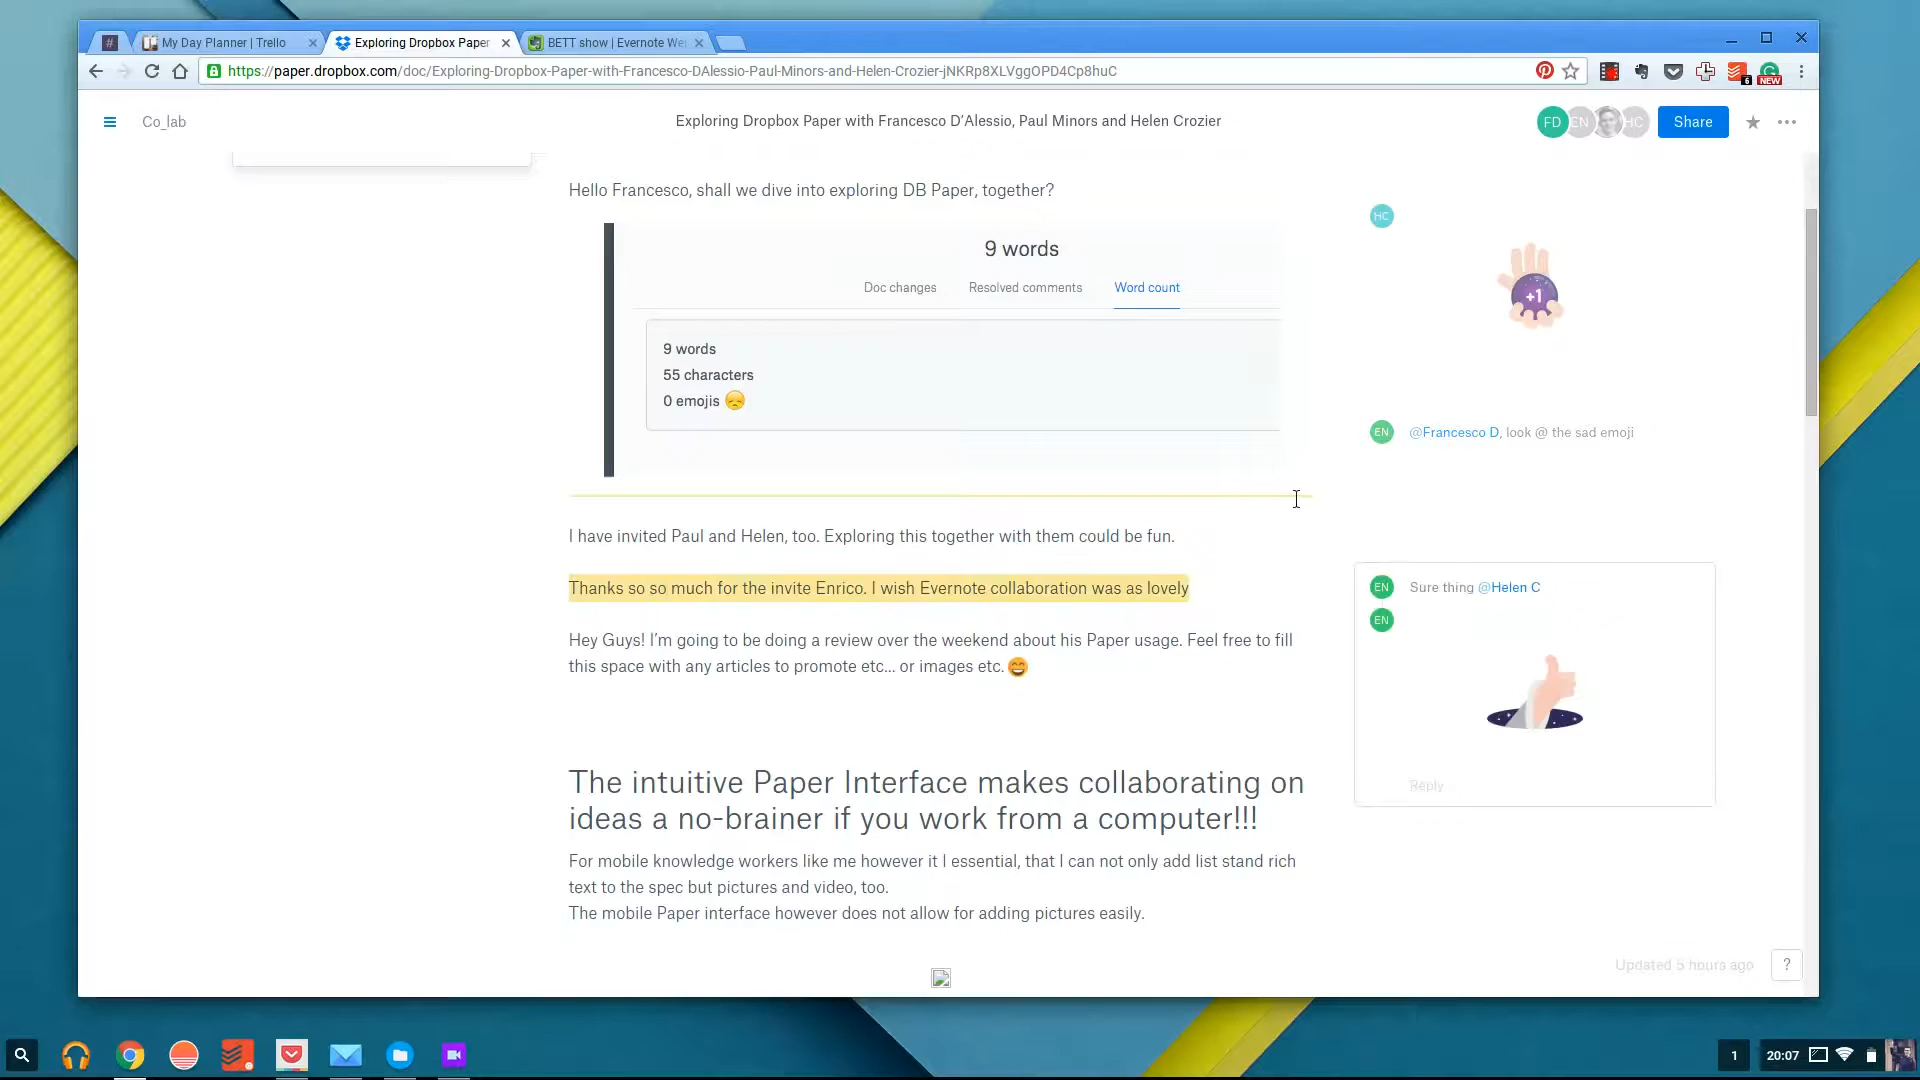 #
My Day Planner | Trello
Exploring Dropbox Paper
BETT show | Evernote We
https://paper.dropbox.com/doc/Exploring-Dropbox-Paper-with-Francesco-DAlessio-Paul-Minors-and-Helen-Crozier-jNKRp8XLVggOPD4Cp8huC
6
NEW
Co_lab
Exploring Dropbox Paper with Francesco D'Alessio, Paul Minors and Helen Crozier
FD
EN
HC
Share
Hello Francesco, shall we dive into exploring DB Paper, together?
HC
9 words
Doc changes
Resolved comments
Word count
+1
9 words
55 characters
0 emojis
EN
@Francesco D, look @ the sad emoji
I have invited Paul and Helen, too. Exploring this together with them could be fun.
Thanks so so much for the invite Enrico. I wish Evernote collaboration was as lovely
EN
Sure thing @Helen C
EN
Hey Guys! I'm going to be doing a review over the weekend about his Paper usage. Feel free to fill
this space with any articles to promote etc... or images etc.
Reply
The intuitive Paper Interface makes collaborating on
ideas a no-brainer if you work from a computer!!!
For mobile knowledge workers like me however it I essential, that I can not only add list stand rich
text to the spec but pictures and video, too.
The mobile Paper interface however does not allow for adding pictures easily.
Updated 5 hours ago
?
1
20:07